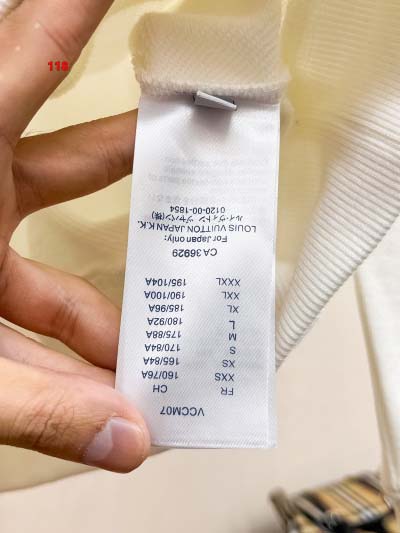 118
VCCM07
FR CH
XXS 160/76A
XS 165/84A
S 170/84A
M 175/88A
L 180/92A
XL 185/96A
XXL 190/100A
XXXL 195/104A
CA 36929
For Japan only:
LOUIS VUITTON JAPAN K.K.
ルイ・ヴィトン ジャパン(株)
0120-00-1854